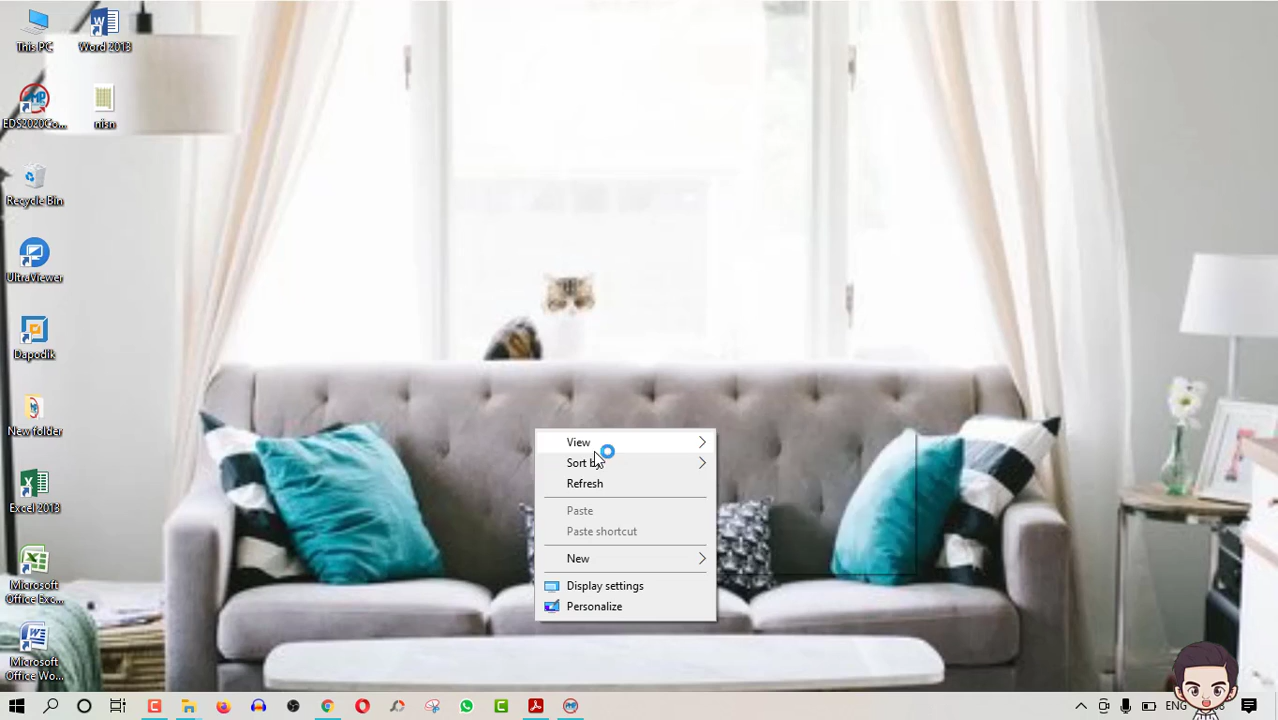 This PC
Word 2013
EDS2020Co...
nisn
Recycle Bin
UltraViewer
Dapodik
New folder
Excel 2013
Microsoft
Office Exc...
Microsoft
Office Wo...
View
Sort b
Refresh
Paste
Paste shortcut
New
Display settings
Personalize
ENG